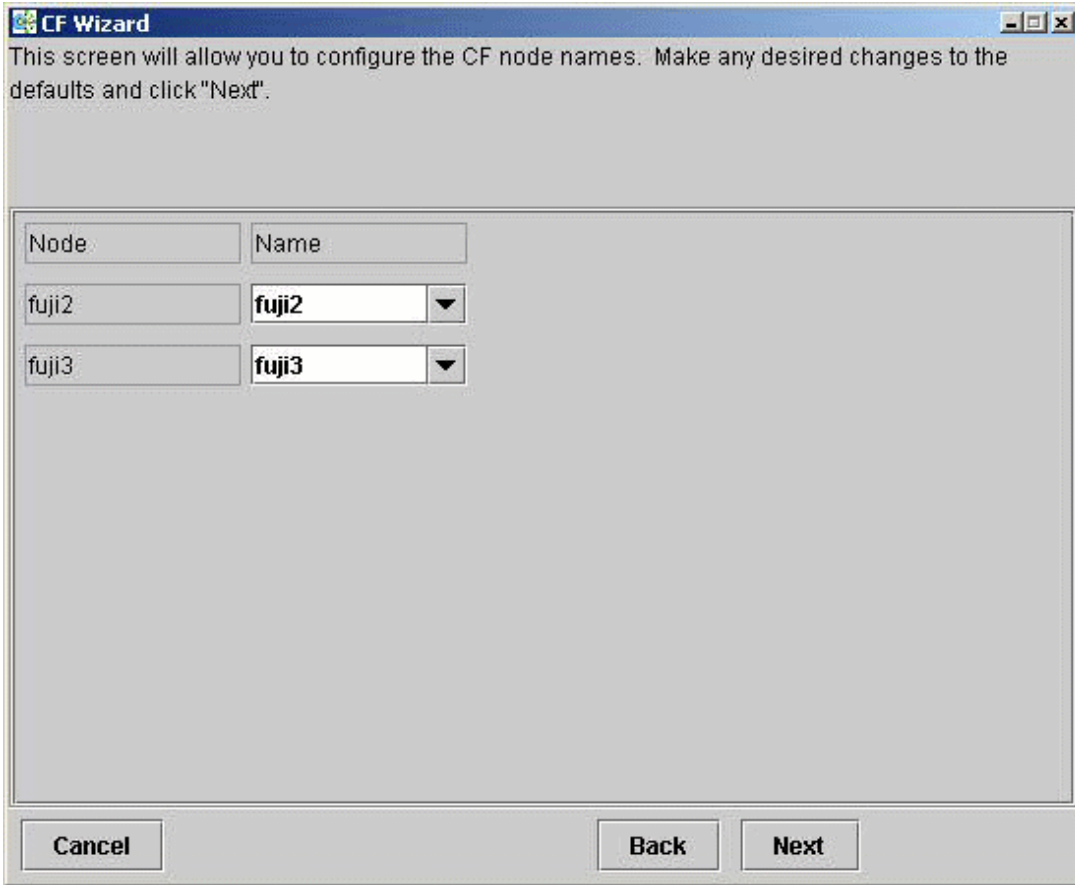 CF Wizard
This screen will allow you to configure the CF node names. Make any desired changes to the
defaults and click "Next".
Node Name
fuji2 fuji2
fuji3 fuji3
Cancel Back Next